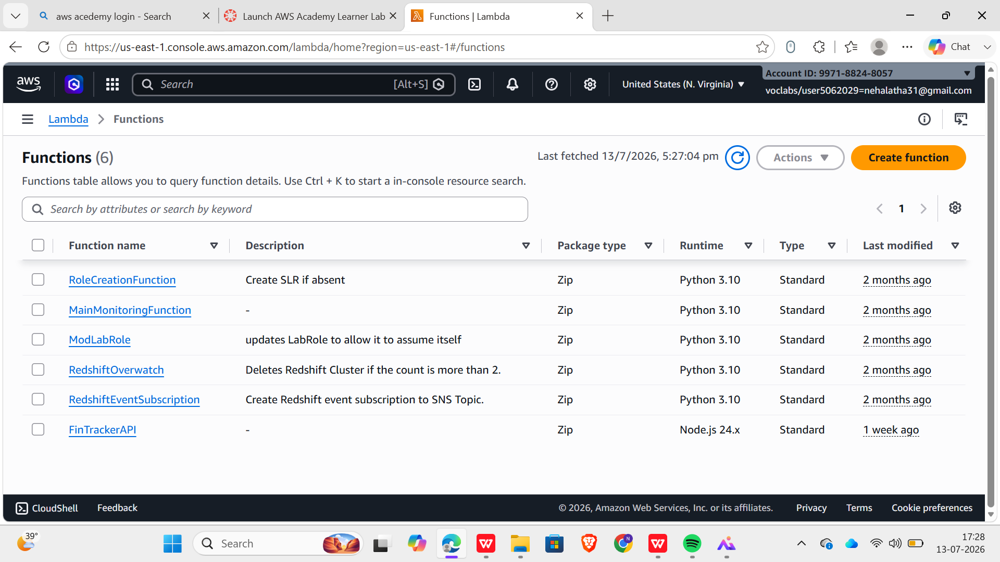 aws acedemy login - Search
Launch AWS Academy Learner Lab
Functions | Lambda
https://us-east-1.console.aws.amazon.com/lambda/home?region=us-east-1#/functions
Chat
aws
Search
[Alt+S]
United States (N. Virginia)
Account ID: 9971-8824-8057
voclabs/user5062029=nehalatha31@gmail.com
Lambda
Functions
Functions (6)
Last fetched 13/7/2026, 5:27:04 pm
Actions
Create function
Functions table allows you to query function details. Use Ctrl + K to start a in-console resource search.
Search by attributes or search by keyword
1
Function name Description Package type Runtime Type Last modified
RoleCreationFunction Create SLR if absent Zip Python 3.10 Standard 2 months ago
MainMonitoringFunction - Zip Python 3.10 Standard 2 months ago
ModLabRole updates LabRole to allow it to assume itself Zip Python 3.10 Standard 2 months ago
RedshiftOverwatch Deletes Redshift Cluster if the count is more than 2. Zip Python 3.10 Standard 2 months ago
RedshiftEventSubscription Create Redshift event subscription to SNS Topic. Zip Python 3.10 Standard 2 months ago
FinTrackerAPI - Zip Node.js 24.x Standard 1 week ago
CloudShell Feedback © 2026, Amazon Web Services, Inc. or its affiliates. Privacy Terms Cookie preferences
39°
Search
N
17:28
13-07-2026